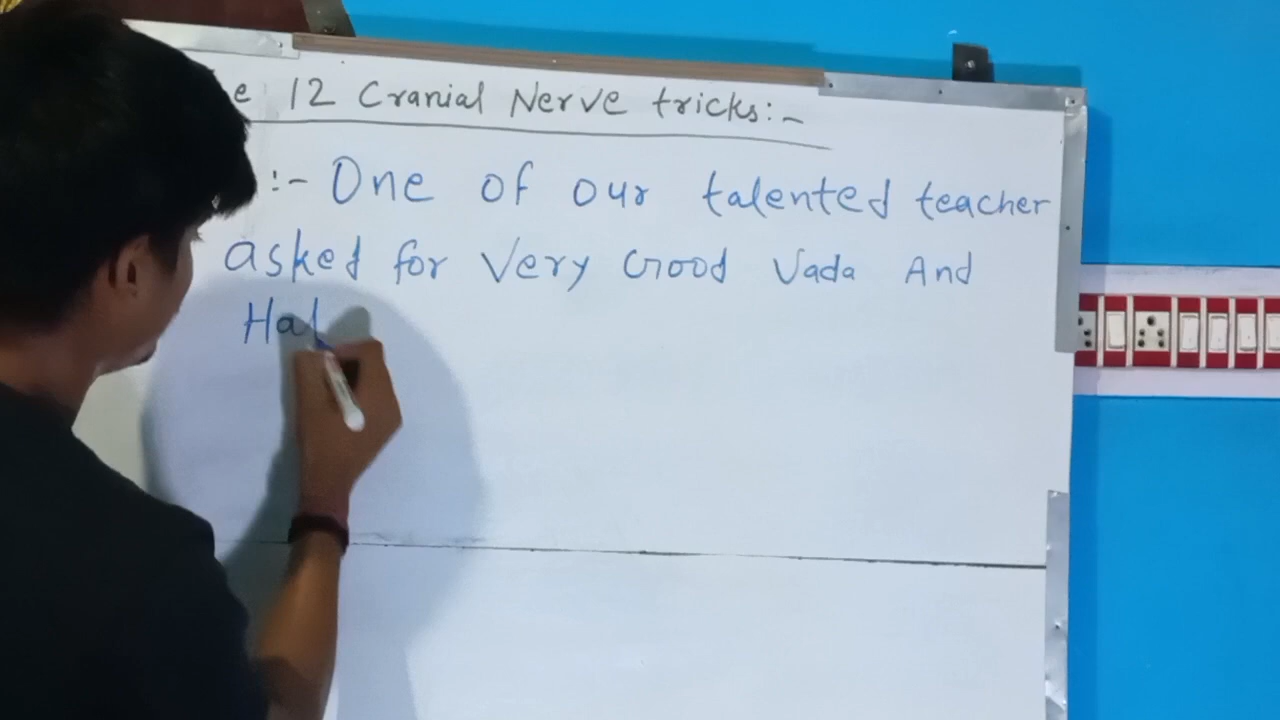 e 12 Cranial Nerve tricks:-
:- One of our talented teacher
asked for Very Good Vada And
Hal